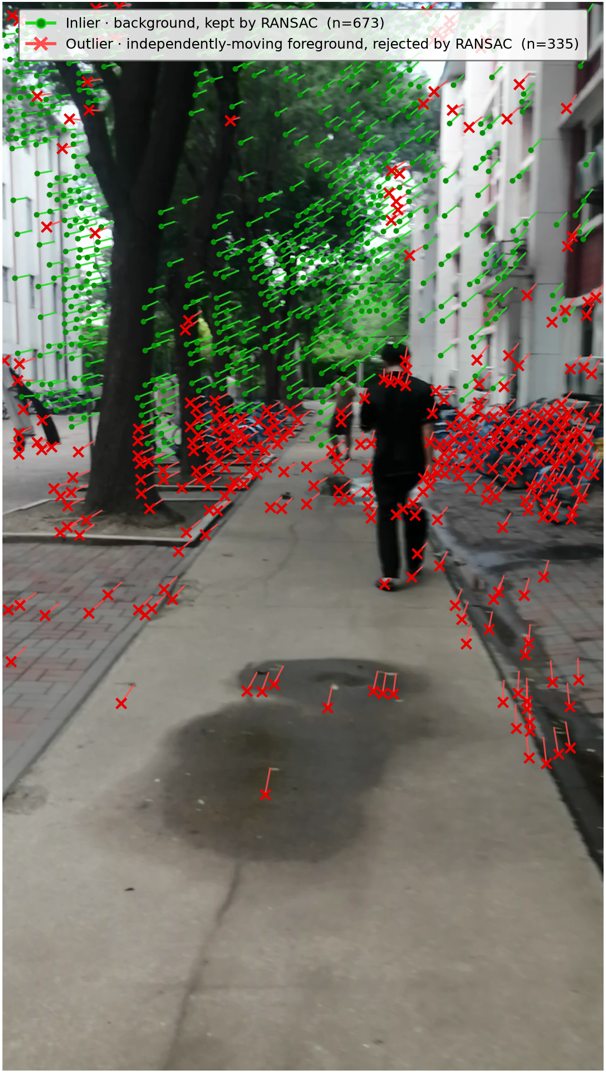 Inlier · background, kept by RANSAC (n=673)
Outlier · independently-moving foreground, rejected by RANSAC (n=335)